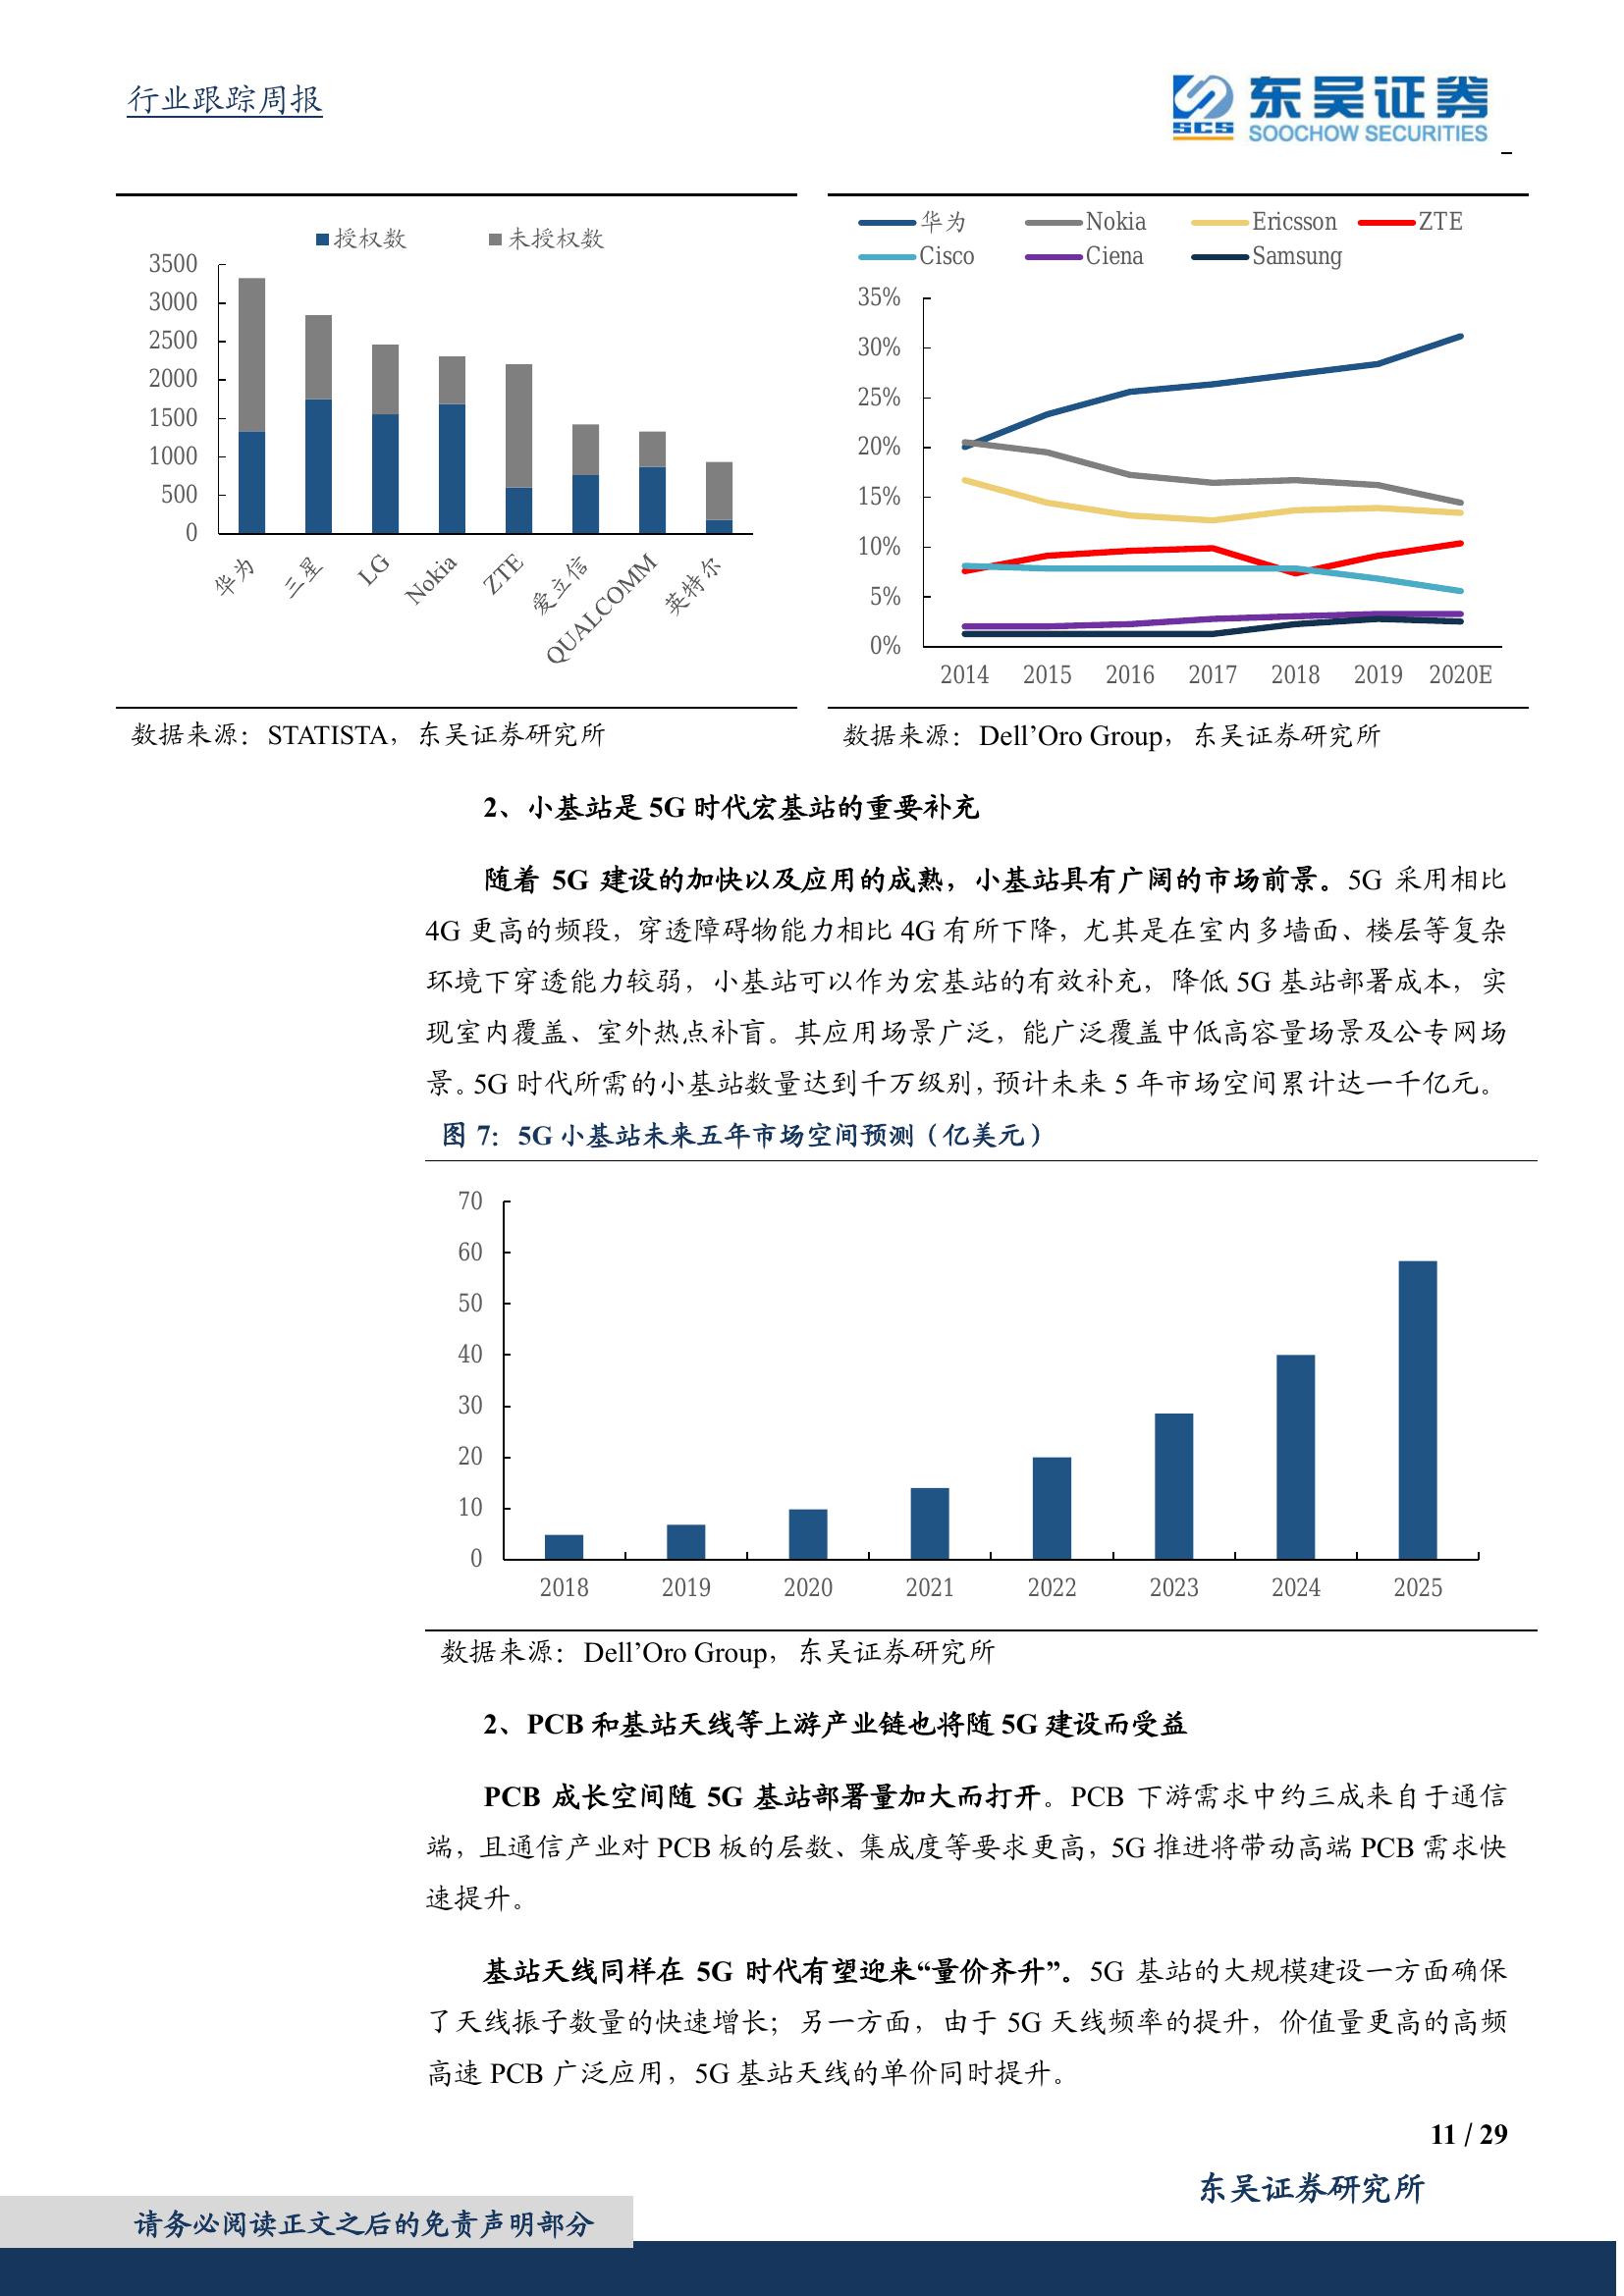 行业跟踪周报
东吴证券
SCS
SOOCHOW SECURITIES
授权数 未授权数
3500
3000
2500
2000
1500
1000
500
0
华为 三星 LG Nokia ZTE 爱立信 QUALCOMM 英特尔
华为 Nokia Ericsson ZTE
Cisco Ciena Samsung
35%
30%
25%
20%
15%
10%
5%
0%
2014 2015 2016 2017 2018 2019 2020E
数据来源：STATISTA，东吴证券研究所
数据来源：Dell’Oro Group，东吴证券研究所
2、小基站是 5G 时代宏基站的重要补充
随着 5G 建设的加快以及应用的成熟，小基站具有广阔的市场前景。5G 采用相比
4G 更高的频段，穿透障碍物能力相比 4G 有所下降，尤其是在室内多墙面、楼层等复杂
环境下穿透能力较弱，小基站可以作为宏基站的有效补充，降低 5G 基站部署成本，实
现室内覆盖、室外热点补盲。其应用场景广泛，能广泛覆盖中低高容量场景及公专网场
景。5G 时代所需的小基站数量达到千万级别，预计未来 5 年市场空间累计达一千亿元。
图 7：5G 小基站未来五年市场空间预测（亿美元）
70
60
50
40
30
20
10
0
2018 2019 2020 2021 2022 2023 2024 2025
数据来源：Dell’Oro Group，东吴证券研究所
2、PCB 和基站天线等上游产业链也将随 5G 建设而受益
PCB 成长空间随 5G 基站部署量加大而打开。PCB 下游需求中约三成来自于通信
端，且通信产业对 PCB 板的层数、集成度等要求更高，5G 推进将带动高端 PCB 需求快
速提升。
基站天线同样在 5G 时代有望迎来“量价齐升”。5G 基站的大规模建设一方面确保
了天线振子数量的快速增长；另一方面，由于 5G 天线频率的提升，价值量更高的高频
高速 PCB 广泛应用，5G 基站天线的单价同时提升。
11 / 29
东吴证券研究所
请务必阅读正文之后的免责声明部分